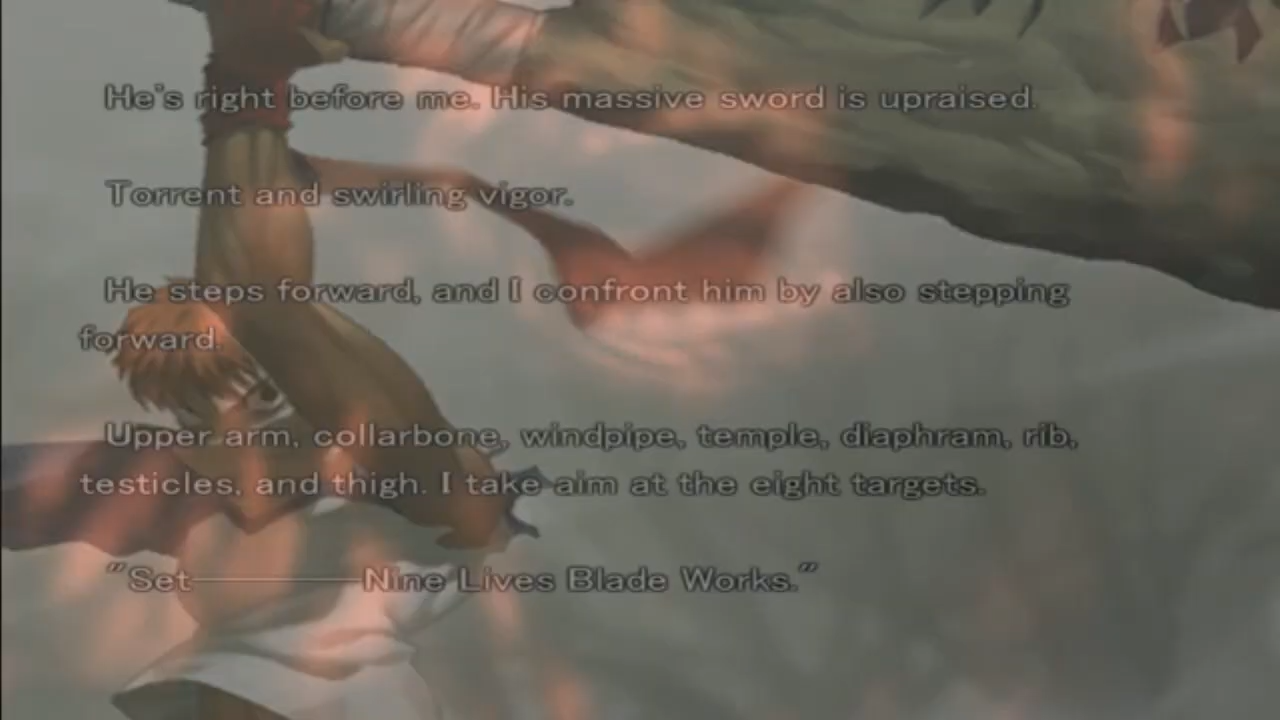 He's right before me. His massive sword is upraised.
Torrent and swirling vigor.
He steps forward, and I confront him by also stepping
forward.
Upper arm, collarbone, windpipe, temple, diaphram, rib,
testicles, and thigh. I take aim at the eight targets.
"Set————Nine Lives Blade Works."